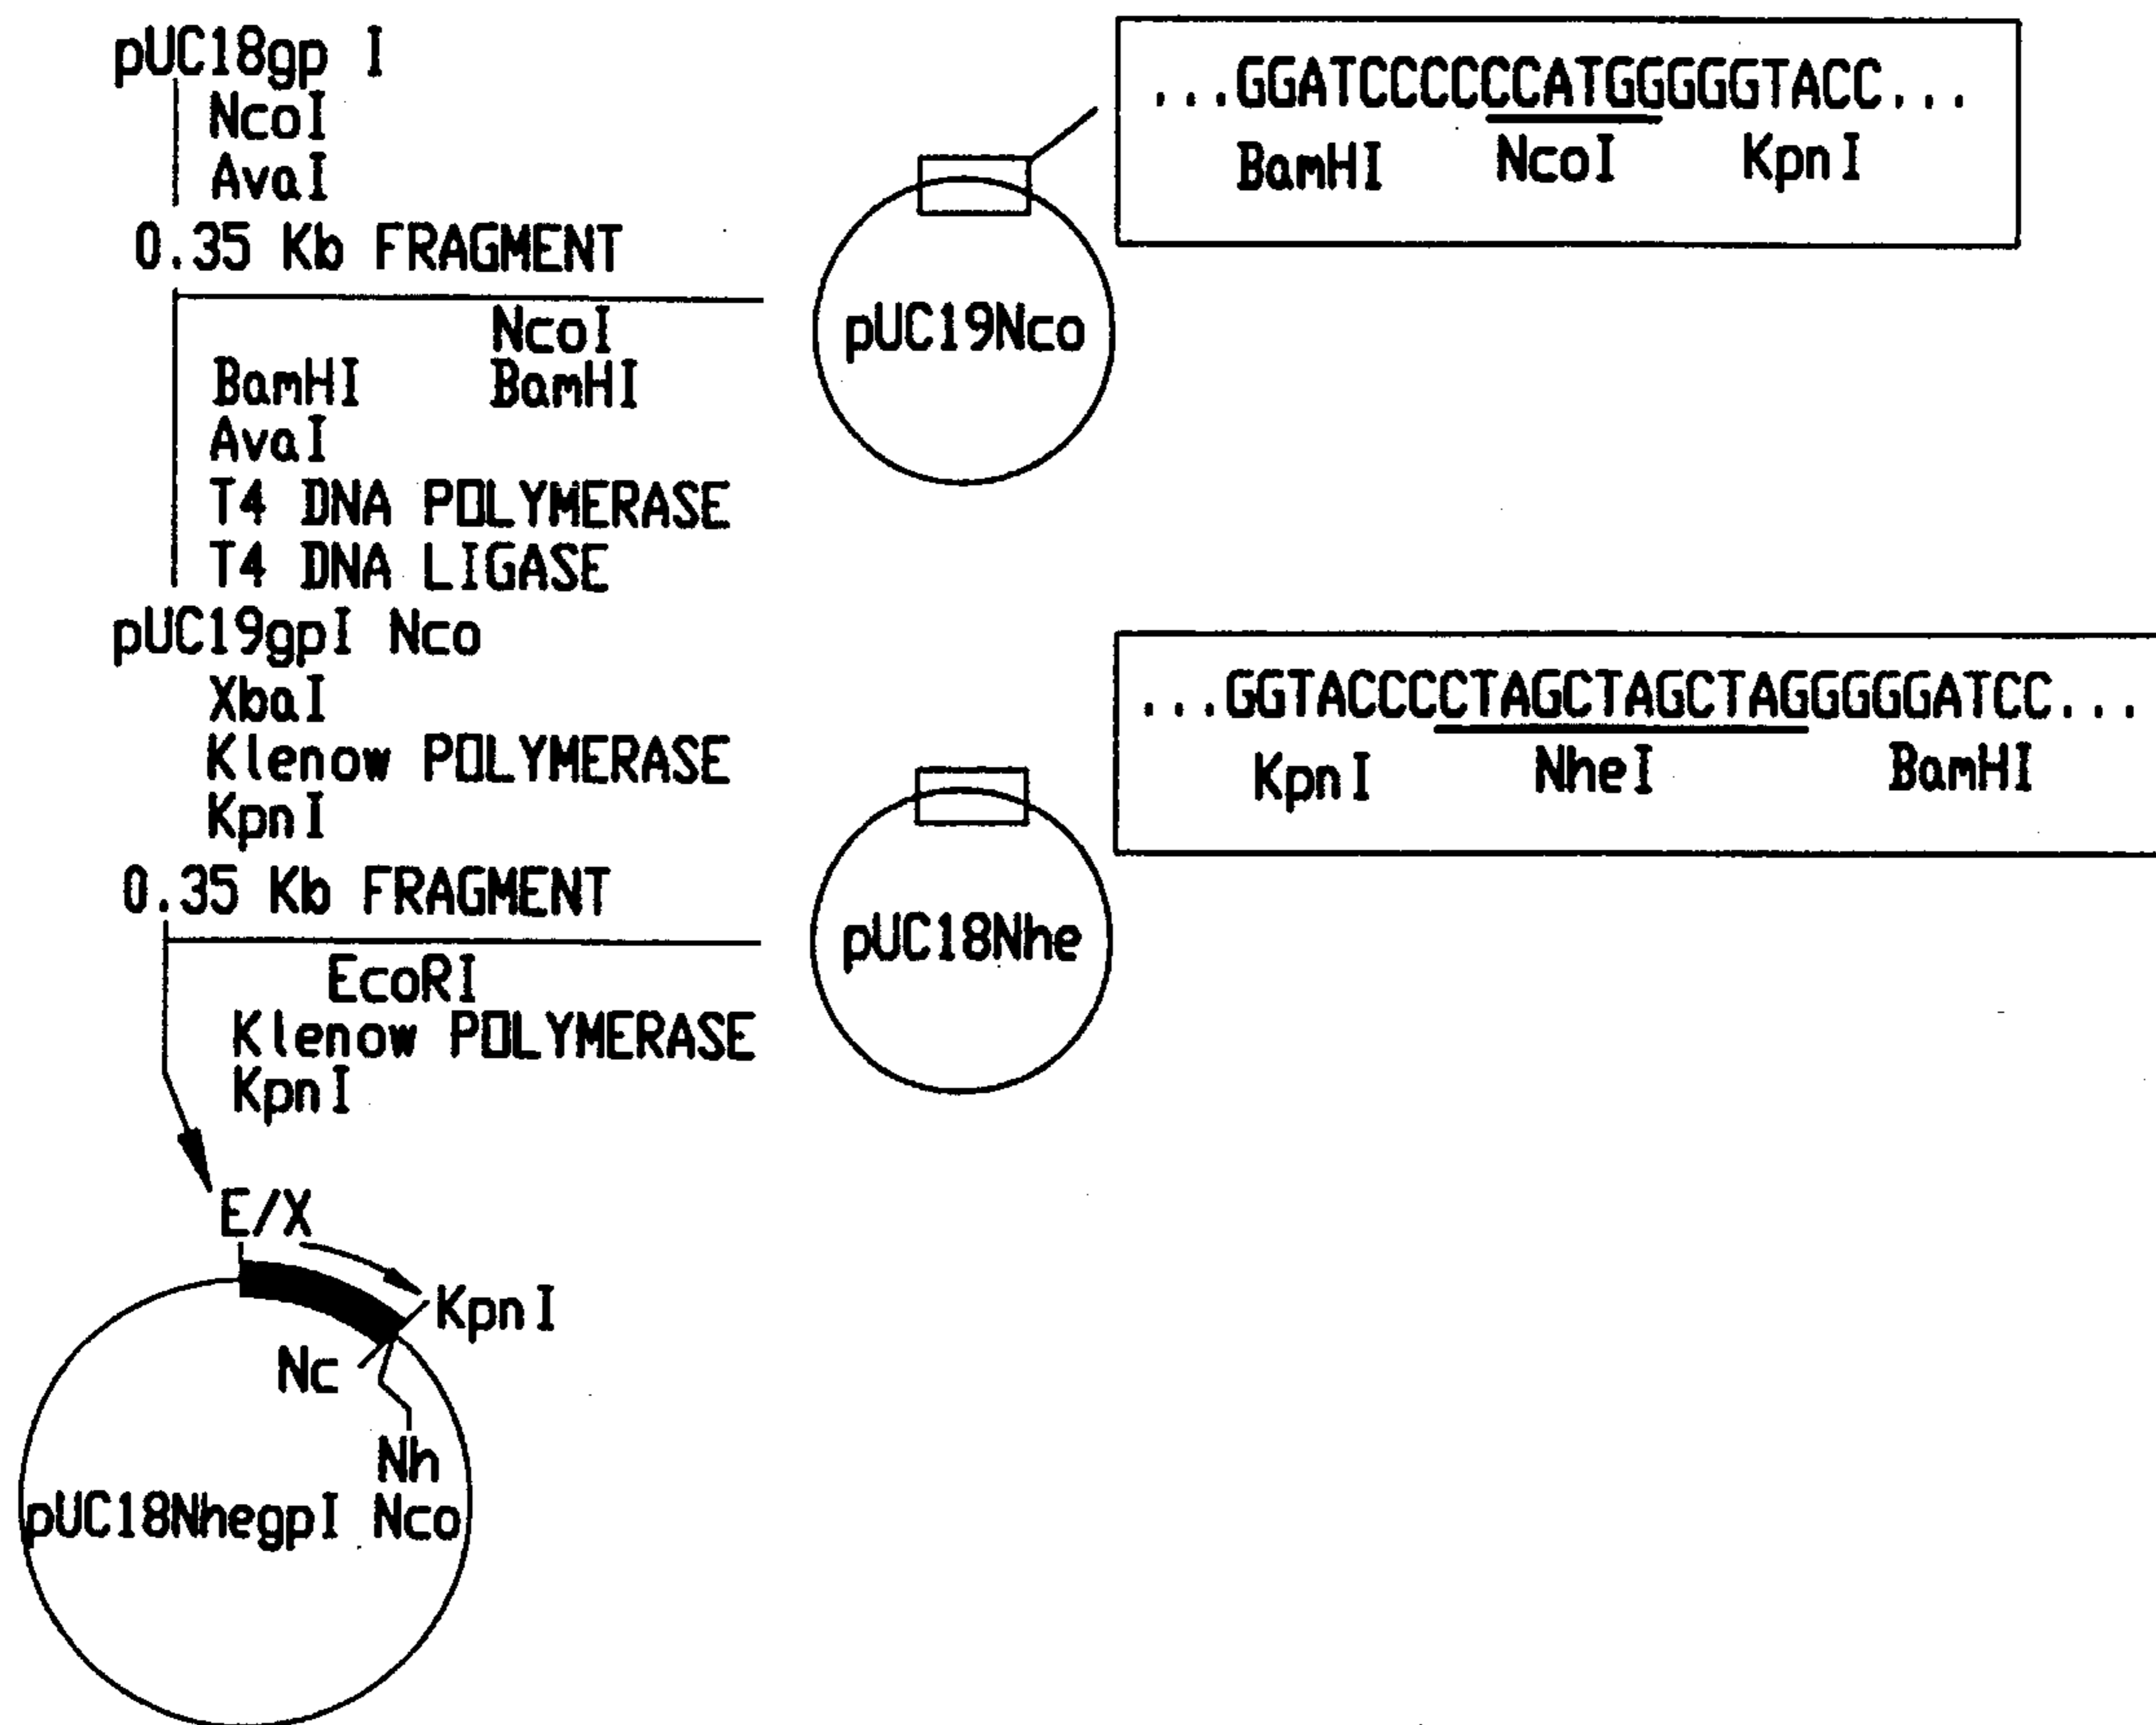 pUC18gp I
NcoI
AvaI
0.35 Kb FRAGMENT
...GGATCCCCCCCATGGGGGTACC...
BamHI NcoI KpnI
pUC19Nco
NcoI
BamHI BamHI
AvaI
T4 DNA POLYMERASE
T4 DNA LIGASE
pUC19gpI Nco
XbaI
Klenow POLYMERASE
KpnI
0.35 Kb FRAGMENT
...GGTACCCCCTAGCTAGCTAGGGGGGATCC...
KpnI NheI BamHI
pUC18Nhe
EcoRI
Klenow POLYMERASE
KpnI
E/X
KpnI
Nc
Nh
pUC18NhegpI Nco